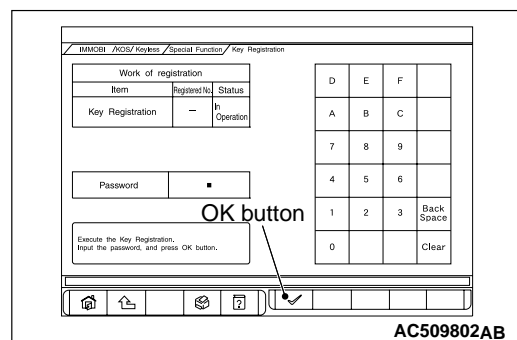 IMMOBI /KOS/ Keyless /Special Function/ Key Registration
Work of registration
Item Registered No. Status
Key Registration – In Operation
Password ▪
Execute the Key Registration.
Input the password, and press OK button.
D E F
A B C
7 8 9
4 5 6
1 2 3 Back Space
0 Clear
OK button
?
AC509802AB